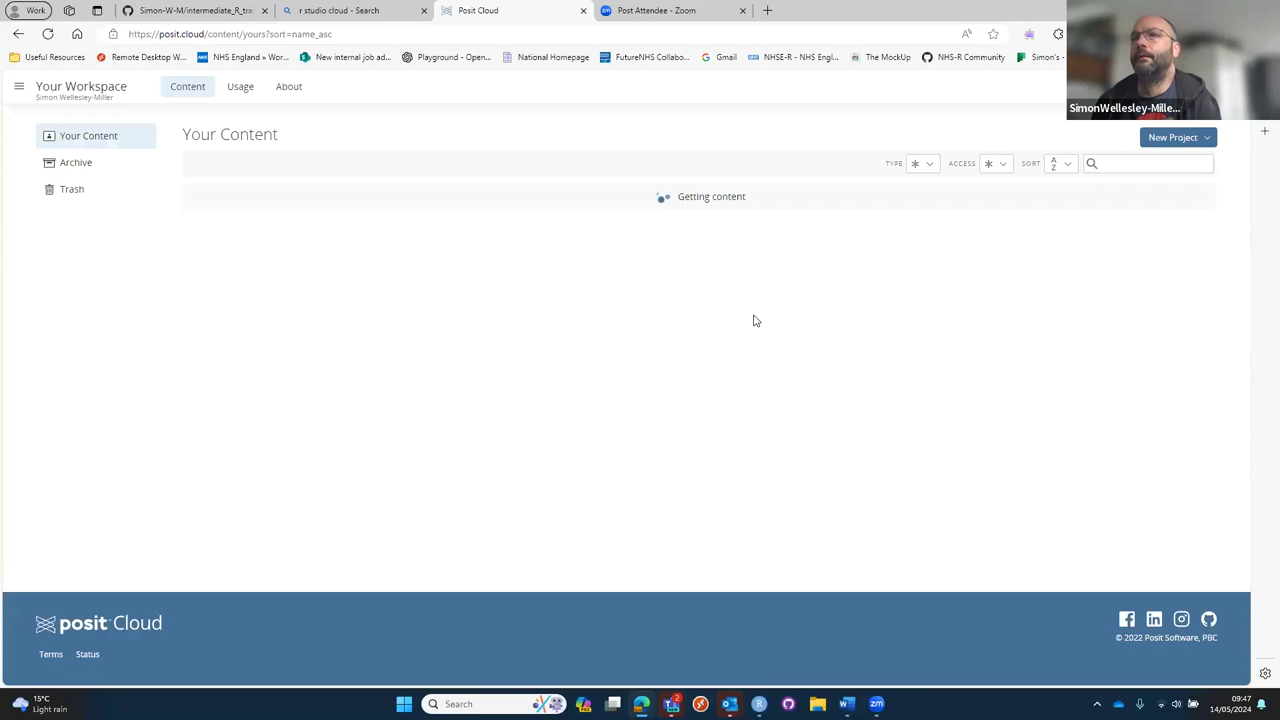 Work
Simon-W-M/intermediate_R_trai
r studio cloud - Search
Posit Cloud
Post Attendee - Zoom
https://posit.cloud/content/yours?sort=name_asc
Useful Resources
Remote Desktop W...
NHS England » Wor...
New internal job ad...
Playground - Open...
National Homepage
FutureNHS Collabo...
Gmail
NHSE-R - NHS Engl...
The MockUp
NHS-R Community
Simon's -
SimonWellesley-Mille...
Your Workspace
Simon Wellesley-Miller
Content
Usage
About
Your Content
Archive
Trash
Your Content
New Project
TYPE
ACCESS
SORT
A
Z
Getting content
posit Cloud
Terms
Status
© 2022 Posit Software, PBC
15°C
Light rain
Search
2
09:47
14/05/2024